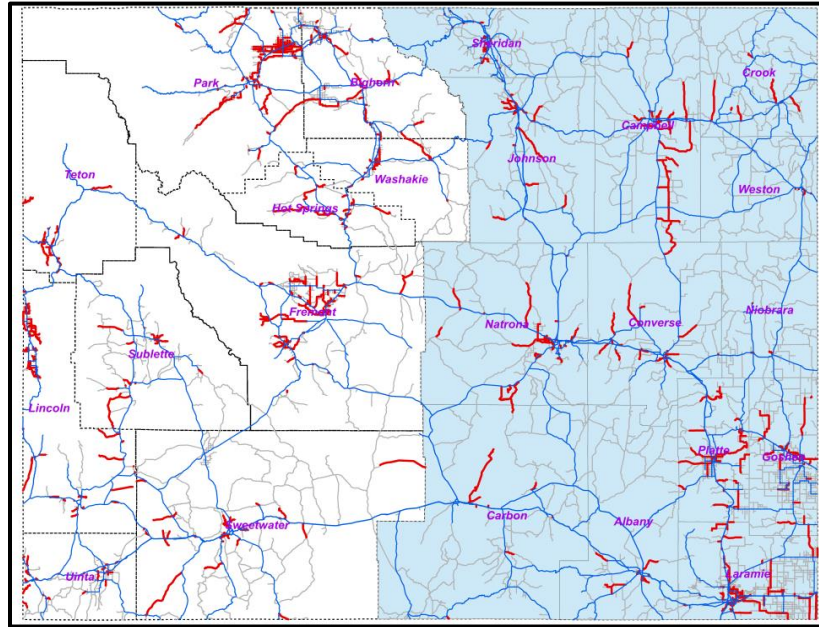 Sheridan
Crook
Park
Bighorn
Campbell
Johnson
Teton
Washakie
Weston
Hot Springs
Fremont
Natrona
Converse
Niobrara
Sublette
Lincoln
Platte
Goshen
Sweetwater
Carbon
Albany
Uinta
Laramie